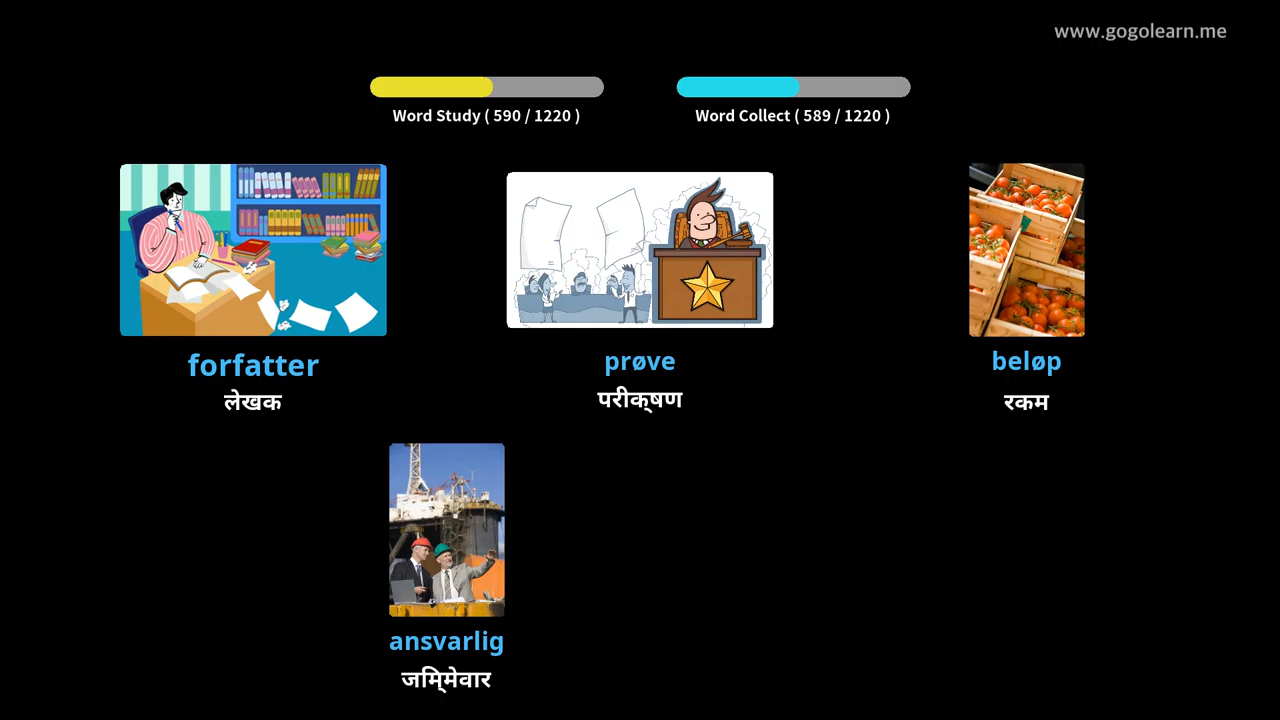 www.gogolearn.me
Word Study ( 590 / 1220 )
Word Collect ( 589 / 1220 )
forfatter
लेखक
prøve
परीक्षण
beløp
रकम
ansvarlig
जिम्मेवार